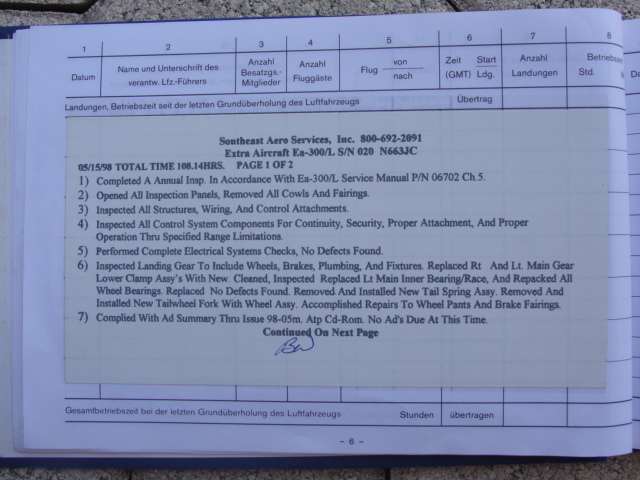 1 2 3 4 5 6 7 8
Datum Name und Unterschrift des verantw. Lfz.-Führers Anzahl Besatzgs.- Mitglieder Anzahl Fluggäste Flug von nach Zeit (GMT) Start Ldg. Anzahl Landungen Std.
Landungen, Betriebszeit seit der letzten Grundüberholung des Luftfahrzeugs Übertrag
Southeast Aero Services, Inc. 800-692-2091
Extra Aircraft Ea-300/L S/N 020 N663JC
05/15/98 TOTAL TIME 108.14HRS. PAGE 1 OF 2
1) Completed A Annual Insp. In Accordance With Ea-300/L Service Manual P/N 06702 Ch.5.
2) Opened All Inspection Panels, Removed All Cowls And Fairings.
3) Inspected All Structures, Wiring, And Control Attachments.
4) Inspected All Control System Components For Continuity, Security, Proper Attachment, And Proper
Operation Thru Specified Range Limitations.
5) Performed Complete Electrical Systems Checks, No Defects Found.
6) Inspected Landing Gear To Include Wheels, Brakes, Plumbing, And Fixtures. Replaced Rt And Lt. Main Gear
Lower Clamp Assy's With New. Cleaned, Inspected Replaced Lt Main Inner Bearing/Race, And Repacked All
Wheel Bearings. Replaced No Defects Found. Removed And Installed New Tail Spring Assy. Removed And
Installed New Tailwheel Fork With Wheel Assy. Accomplished Repairs To Wheel Pants And Brake Fairings.
7) Complied With Ad Summary Thru Issue 98-05m. Atp Cd-Rom. No Ad's Due At This Time.
Continued On Next Page
Gesamtbetriebszeit bei der letzten Grundüberholung des Luftfahrzeugs Stunden übertragen
– 6 –